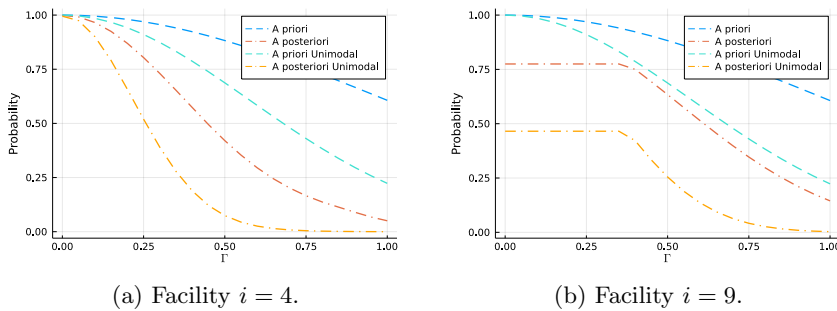 1.00
0.75
0.50
0.25
0.00
Probability
A priori
A posteriori
A priori Unimodal
A posteriori Unimodal
0.00 0.25 0.50 0.75 1.00
Γ
(a) Facility i = 4.
1.00
0.75
0.50
0.25
0.00
Probability
A priori
A posteriori
A priori Unimodal
A posteriori Unimodal
0.00 0.25 0.50 0.75 1.00
Γ
(b) Facility i = 9.